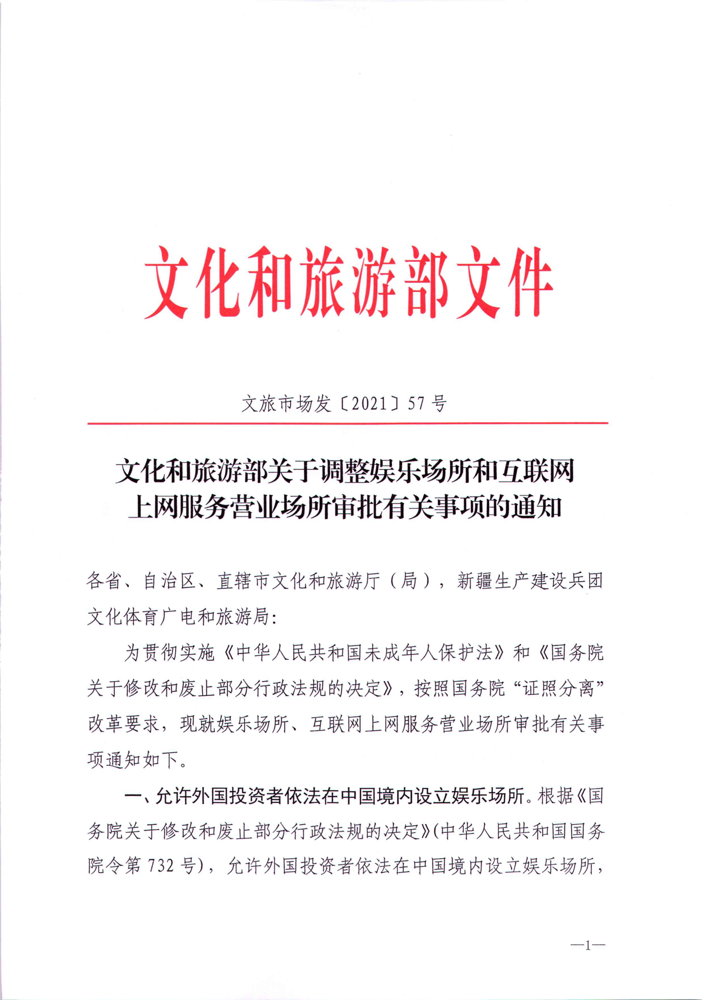 文化和旅游部文件
文旅市场发〔2021〕57 号
文化和旅游部关于调整娱乐场所和互联网
上网服务营业场所审批有关事项的通知
各省、自治区、直辖市文化和旅游厅（局），新疆生产建设兵团
文化体育广电和旅游局：
为贯彻实施《中华人民共和国未成年人保护法》和《国务院
关于修改和废止部分行政法规的决定》，按照国务院“证照分离”
改革要求，现就娱乐场所、互联网上网服务营业场所审批有关事
项通知如下。
一、允许外国投资者依法在中国境内设立娱乐场所。根据《国
务院关于修改和废止部分行政法规的决定》（中华人民共和国国务
院令第 732 号），允许外国投资者依法在中国境内设立娱乐场所，
—1—